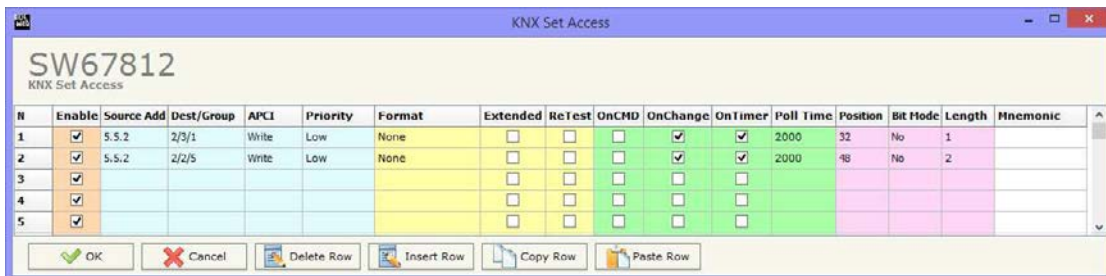 KNX Set Access
SW67812
KNX Set Access
N Enable Source Add Dest/Group APCI Priority Format Extended ReTest OnCMD OnChange OnTimer Poll Time Position Bit Mode Length Mnemonic
1 5.5.2 2/3/1 Write Low None 2000 32 No 1
2 5.5.2 2/2/5 Write Low None 2000 48 No 2
3
4
5
OK Cancel Delete Row Insert Row Copy Row Paste Row